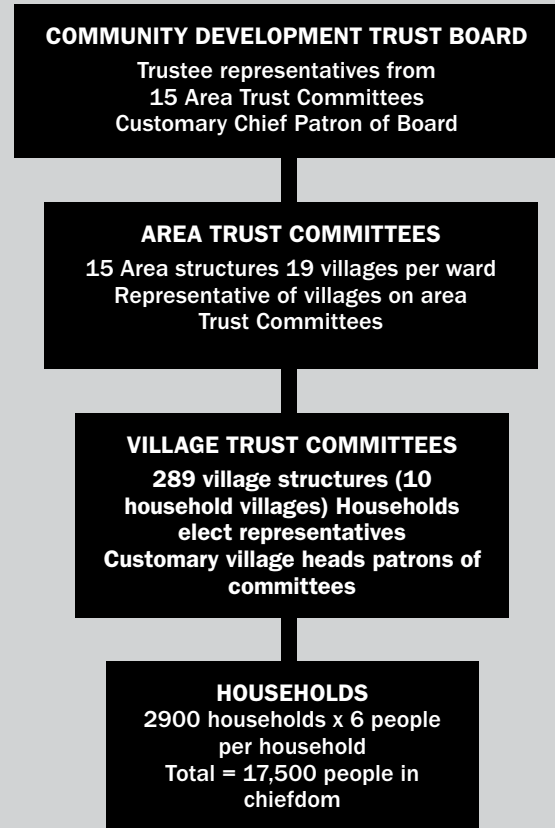 COMMUNITY DEVELOPMENT TRUST BOARD
Trustee representatives from
15 Area Trust Committees
Customary Chief Patron of Board
AREA TRUST COMMITTEES
15 Area structures 19 villages per ward
Representative of villages on area
Trust Committees
VILLAGE TRUST COMMITTEES
289 village structures (10
household villages) Households
elect representatives
Customary village heads patrons of
committees
HOUSEHOLDS
2900 households x 6 people
per household
Total = 17,500 people in
chiefdom